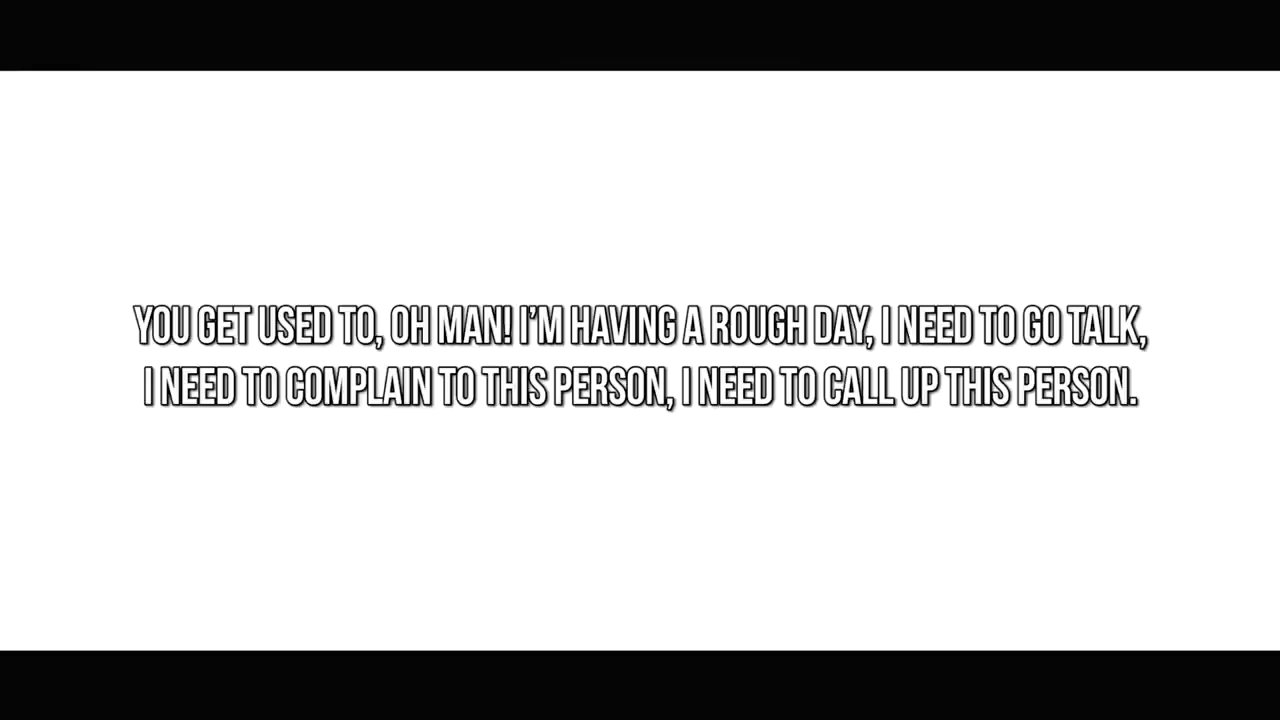 YOU GET USED TO, OH MAN! I'M HAVING A ROUGH DAY, I NEED TO GO TALK,
I NEED TO COMPLAIN TO THIS PERSON, I NEED TO CALL UP THIS PERSON.